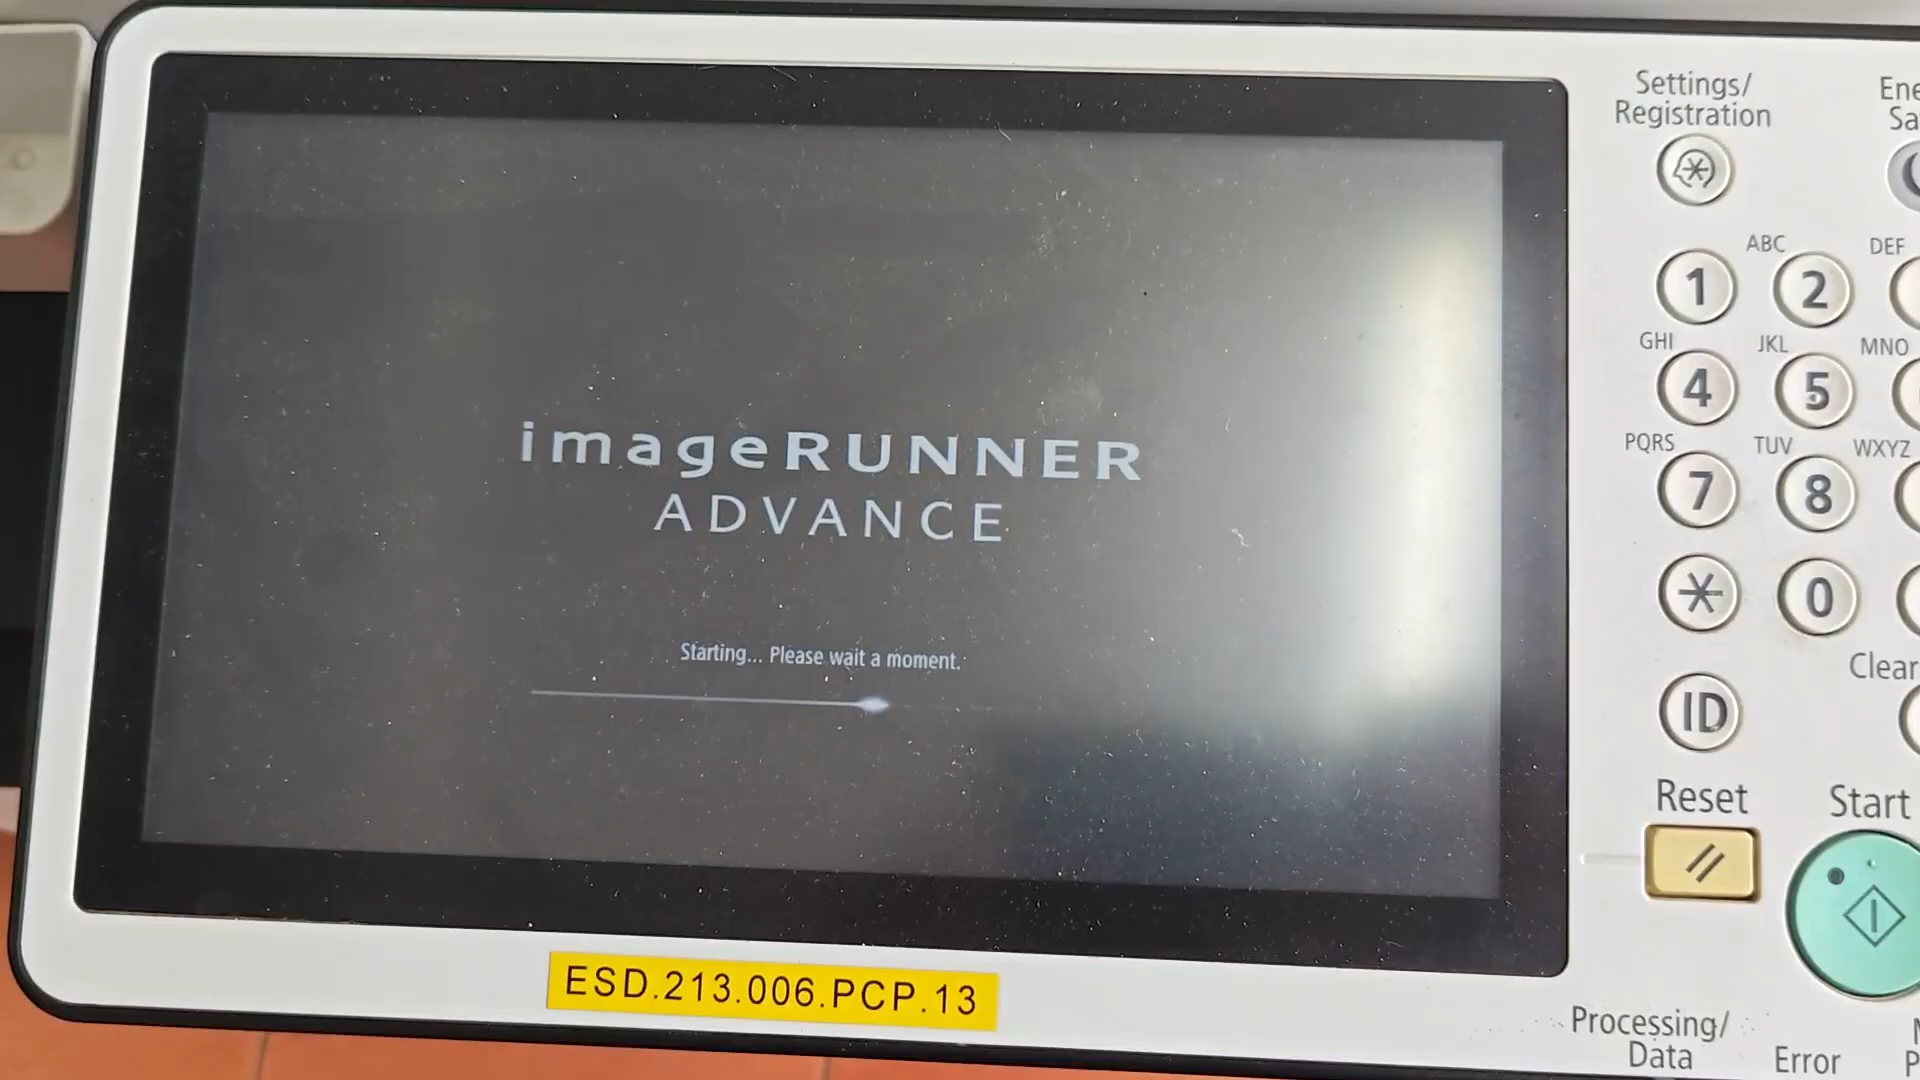 imageRUNNER
ADVANCE
Starting... Please wait a moment.
ESD.213.006.PCP.13
Settings/
Registration
ABC
DEF
1
2
GHI
JKL
MNO
4
5
PQRS
TUV
WXYZ
7
8
0
ID
Clear
Reset
Start
Processing/
Data
Error